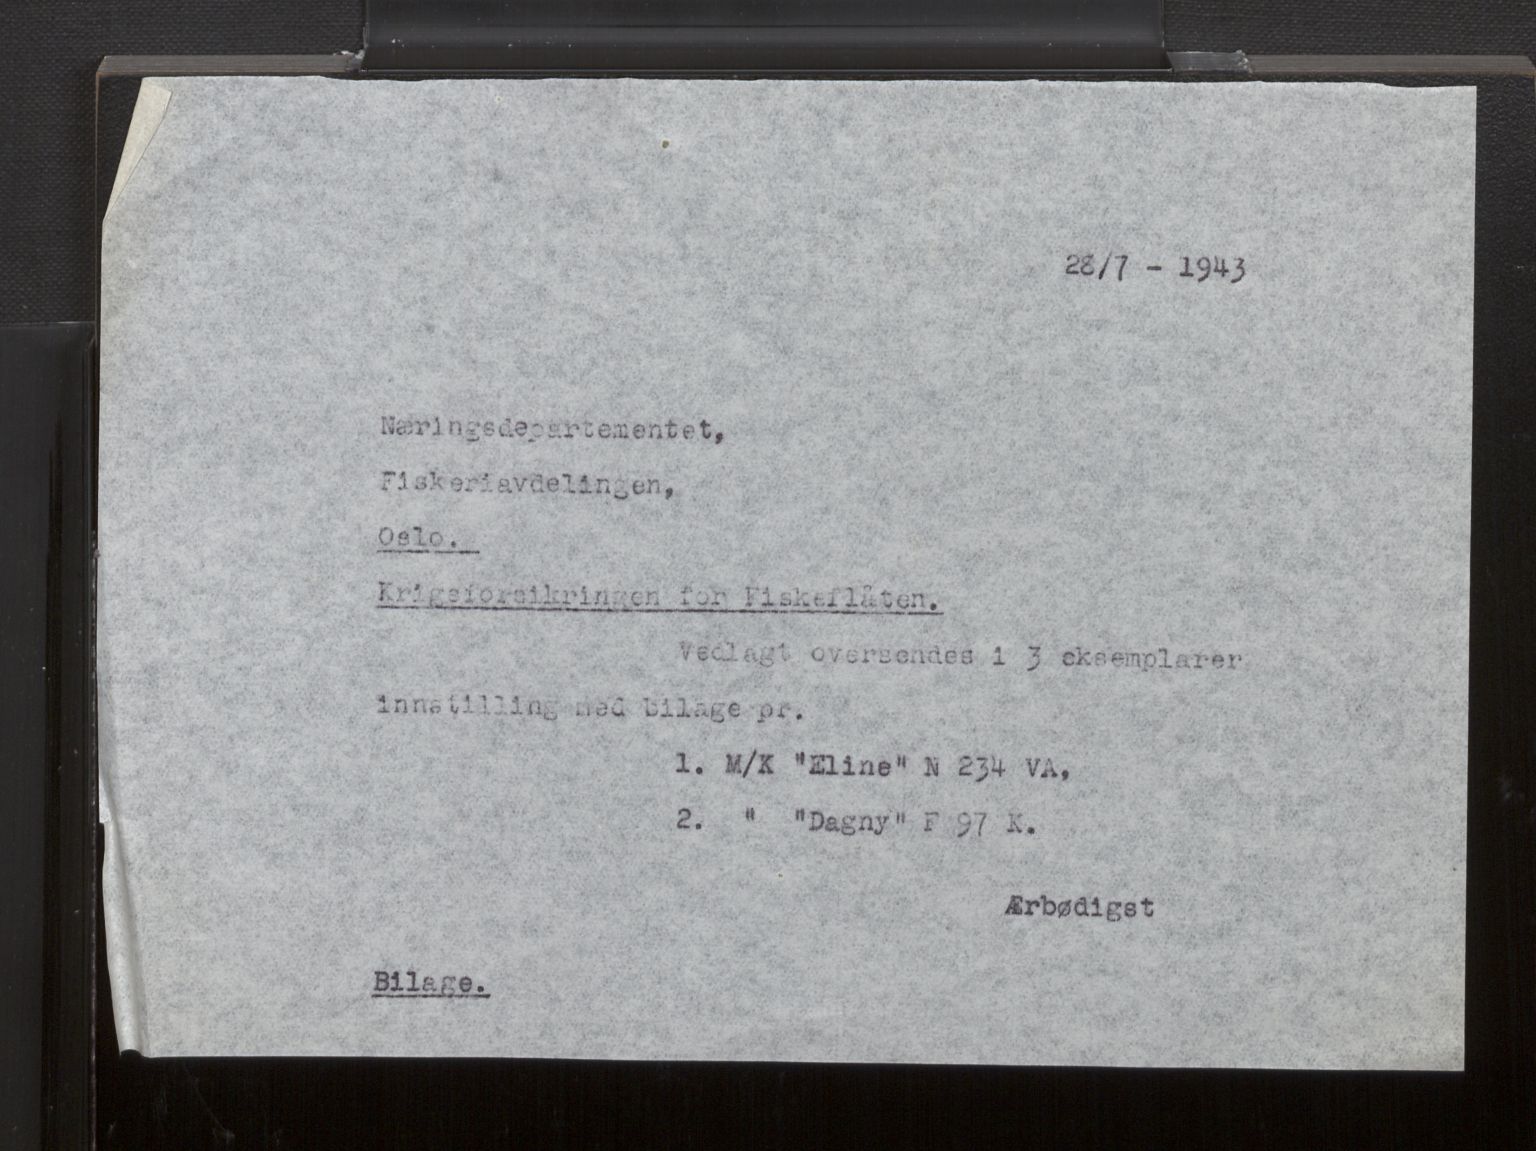 28/7 - 1943
Næringsdepartementet,
Fiskeriavdelingen,
Oslo.
Krigsforsikringen for Fiskeflåten.
Vedlagt oversendes i 3 eksemplarer
innstilling med bilage pr.
1. M/K "Eline" N 234 VA,
2. " "Dagny" F 97 K.
Ærbødigst
Bilage.